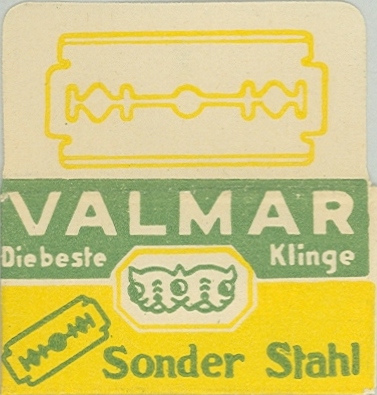 VALMAR
Diebeste Klinge
Sonder Stahl